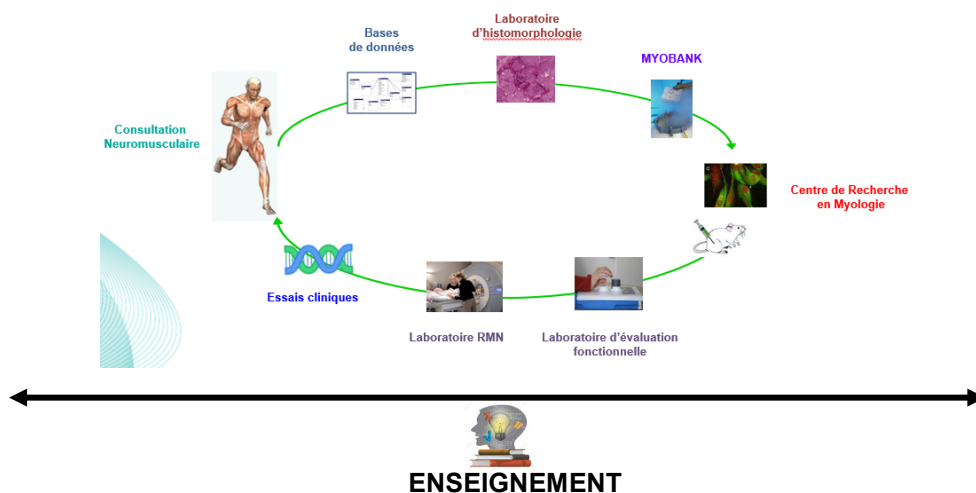 Laboratoire
d'histomorphologie
Bases
de données
MYOBANK
Consultation
Neuromusculaire
Centre de Recherche
en Myologie
Essais cliniques
Laboratoire RMN
Laboratoire d'évaluation
fonctionnelle
ENSEIGNEMENT